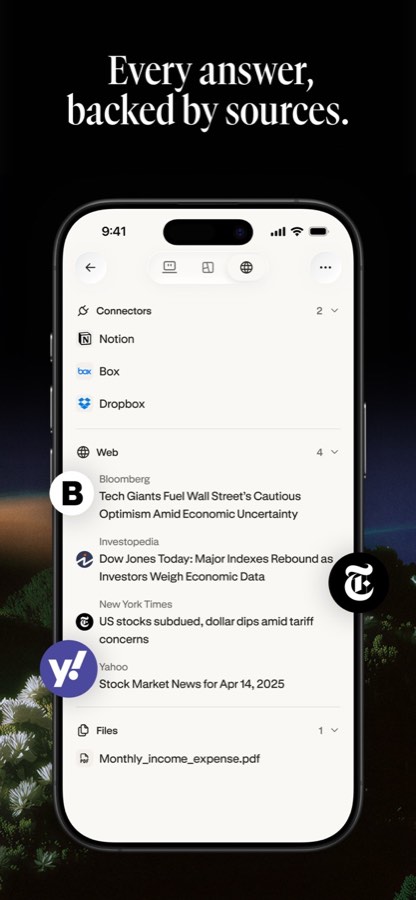 Every answer,
backed by sources.
9:41
Connectors 2
Notion
box Box
Dropbox
Web 4
Bloomberg
B
Tech Giants Fuel Wall Street's Cautious
Optimism Amid Economic Uncertainty
Investopedia
Dow Jones Today: Major Indexes Rebound as
Investors Weigh Economic Data
New York Times
US stocks subdued, dollar dips amid tariff
concerns
y!
Yahoo
Stock Market News for Apr 14, 2025
Files 1
Monthly_income_expense.pdf